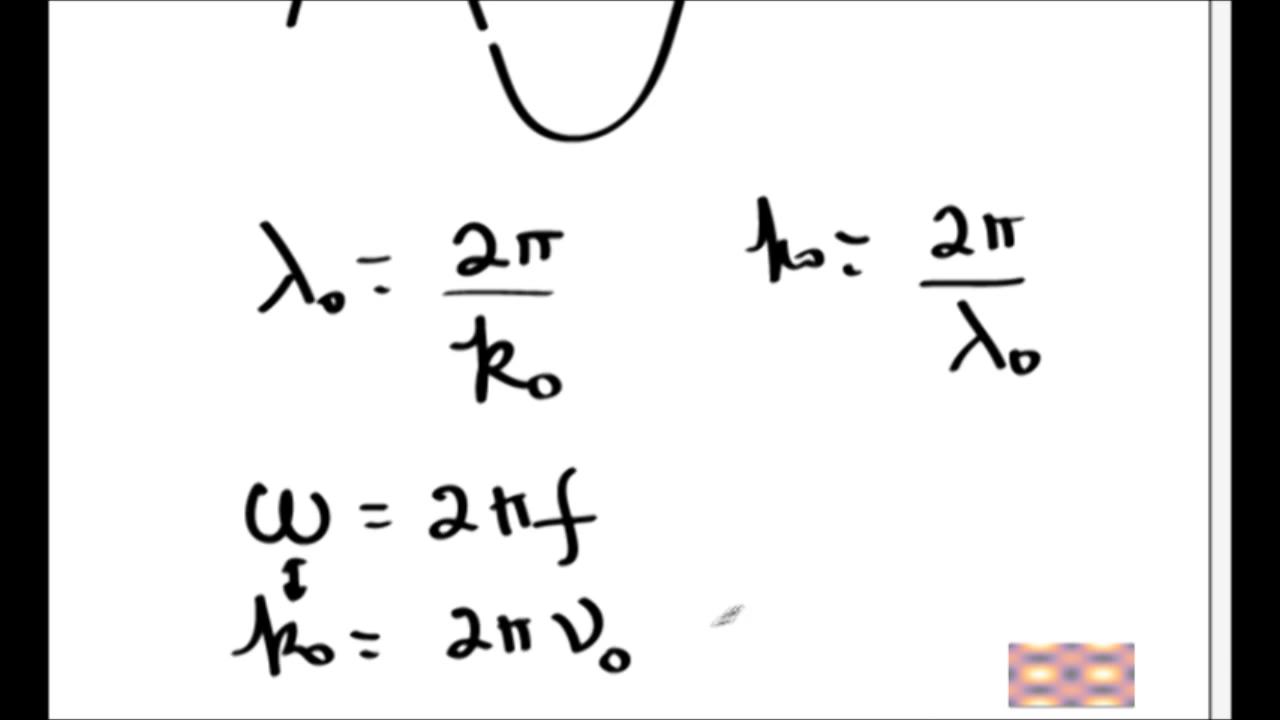 λ₀ = 2π/k₀    k₀ = 2π/λ₀
ω = 2πf
↕
k₀ = 2πν₀